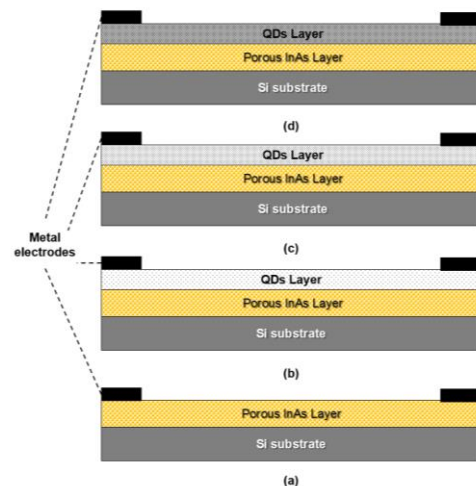 QDs Layer
Porous InAs Layer
Si substrate
(d)
QDs Layer
Porous InAs Layer
Si substrate
(c)
Metal
electrodes
QDs Layer
Porous InAs Layer
Si substrate
(b)
Porous InAs Layer
Si substrate
(a)